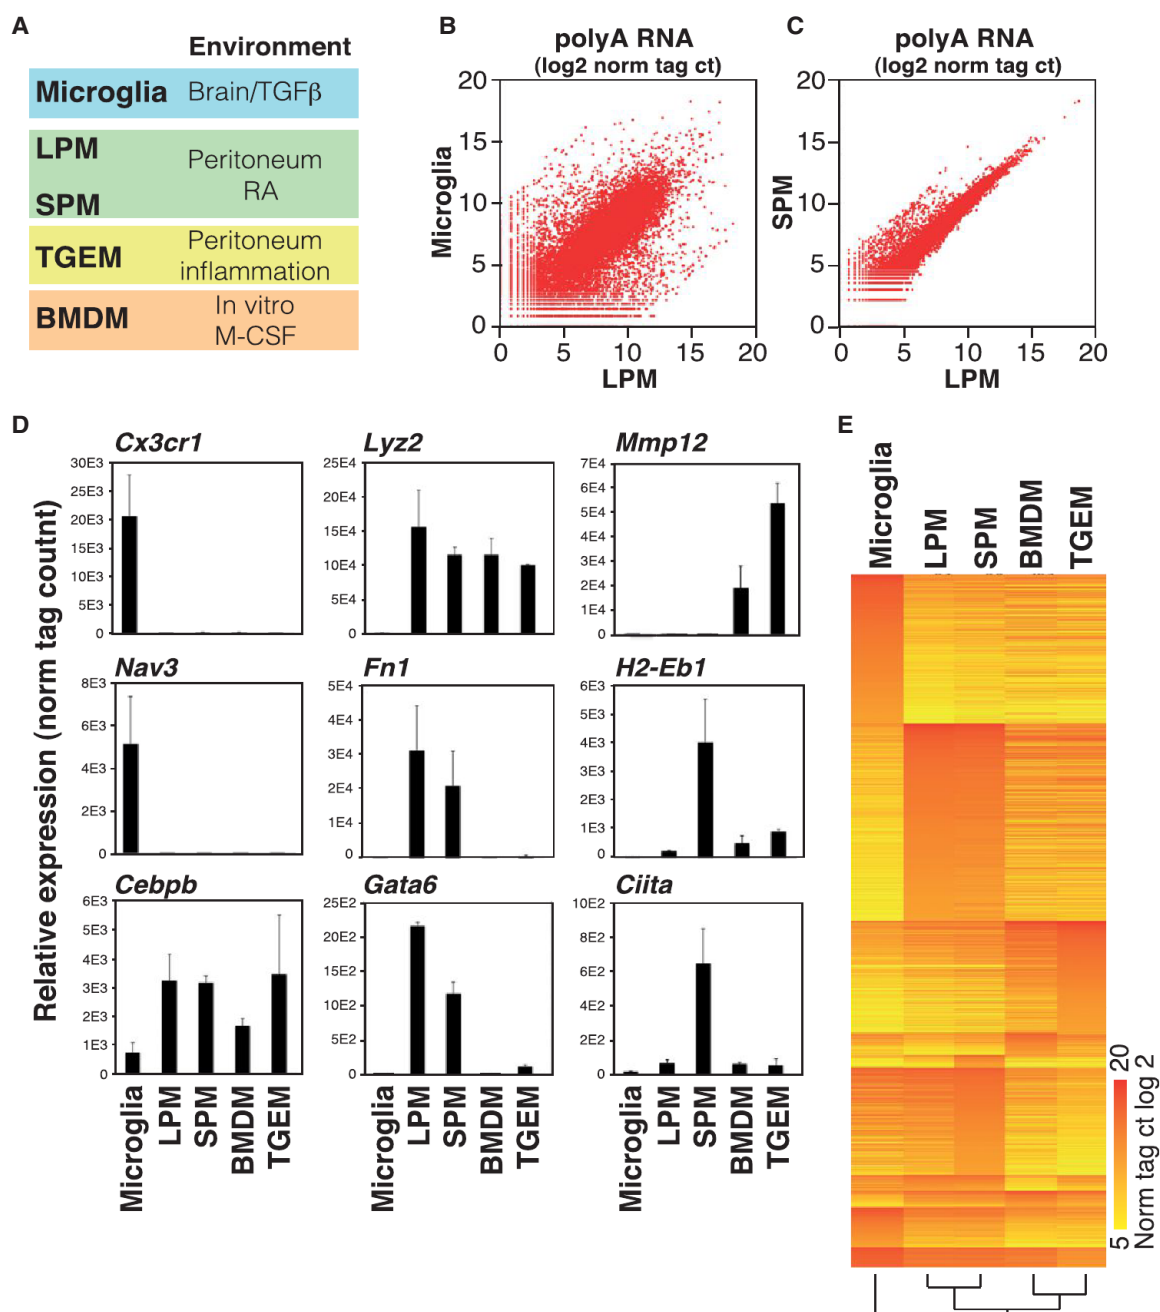 A
Environment
Microglia Brain/TGFβ
LPM
SPM
Peritoneum
RA
TGEM
Peritoneum
inflammation
BMDM
In vitro
M-CSF
B
polyA RNA
(log2 norm tag ct)
Microglia
20
15
10
5
0
0 5 10 15 20
LPM
C
polyA RNA
(log2 norm tag ct)
SPM
20
15
10
5
0
0 5 10 15 20
LPM
D
Relative expression (norm tag coutnt)
Cx3cr1
30E3
25E3
20E3
15E3
10E3
5E3
0
Lyz2
25E4
20E4
15E4
10E4
5E4
0
Mmp12
7E4
6E4
5E4
4E4
3E4
2E4
1E4
0
Nav3
8E3
6E3
4E3
2E3
0
Fn1
5E4
4E4
3E4
2E4
1E4
0
H2-Eb1
6E3
5E3
4E3
3E3
2E3
1E3
0
Cebpb
6E3
5E3
4E3
3E3
2E3
1E3
0
Gata6
25E2
20E2
15E2
10E2
5E2
0
Ciita
10E2
8E2
6E2
4E2
2E2
0
Microglia
LPM
SPM
BMDM
TGEM
Microglia
LPM
SPM
BMDM
TGEM
Microglia
LPM
SPM
BMDM
TGEM
E
Microglia
LPM
SPM
BMDM
TGEM
5 20
Norm tag ct log 2